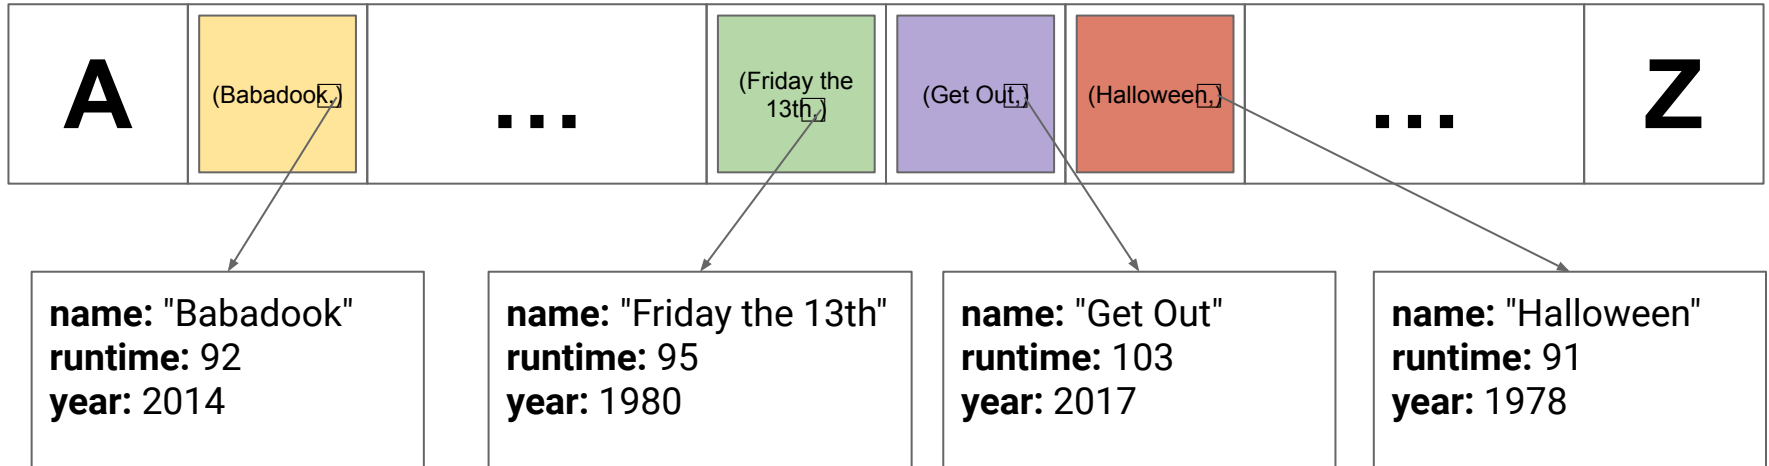 A
(Babadook,)
...
(Friday the
13th,)
(Get Out,)
(Halloween,)
...
Z
name: "Babadook"
runtime: 92
year: 2014
name: "Friday the 13th"
runtime: 95
year: 1980
name: "Get Out"
runtime: 103
year: 2017
name: "Halloween"
runtime: 91
year: 1978